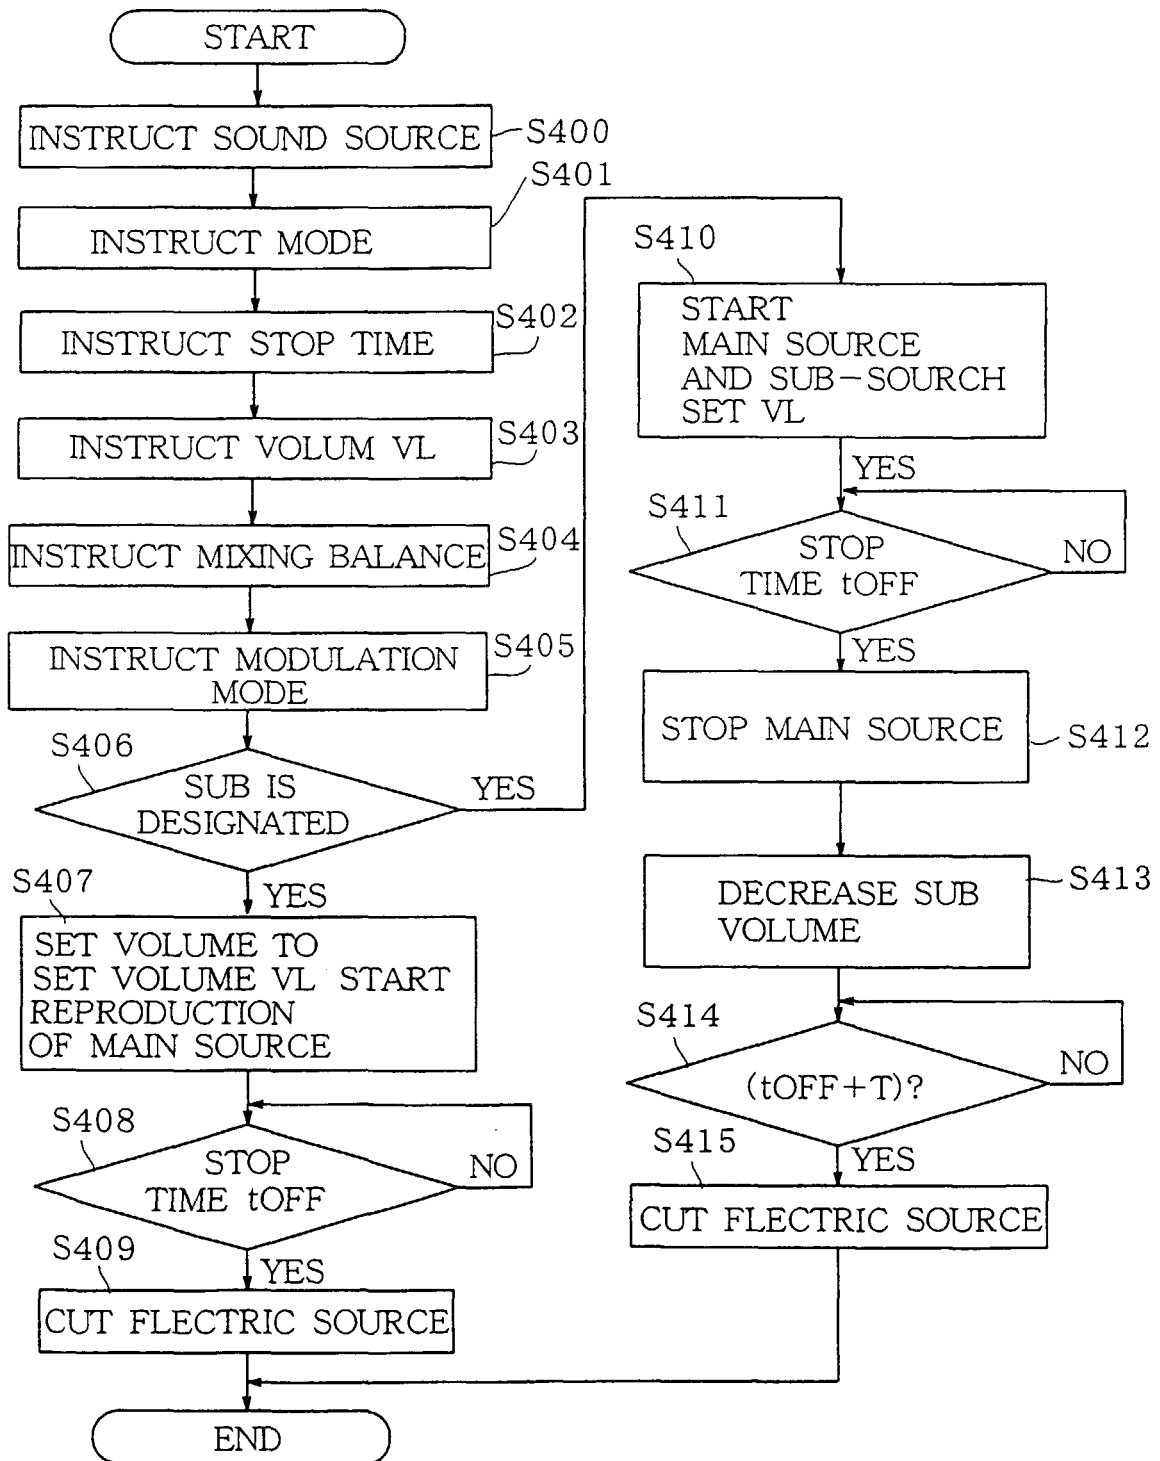 START
INSTRUCT SOUND SOURCE
S400
S401
INSTRUCT MODE
INSTRUCT STOP TIME
S402
INSTRUCT VOLUM VL
S403
INSTRUCT MIXING BALANCE
S404
INSTRUCT MODULATION
MODE
S405
S406
SUB IS
DESIGNATED
YES
YES
S407
SET VOLUME TO
SET VOLUME VL START
REPRODUCTION
OF MAIN SOURCE
S408
STOP
TIME tOFF
NO
S409
YES
CUT FLECTRIC SOURCE
END
S410
START
MAIN SOURCE
AND SUB-SOURCH
SET VL
YES
S411
STOP
TIME tOFF
NO
YES
STOP MAIN SOURCE
S412
DECREASE SUB
VOLUME
S413
S414
(tOFF+T)?
NO
S415
YES
CUT FLECTRIC SOURCE